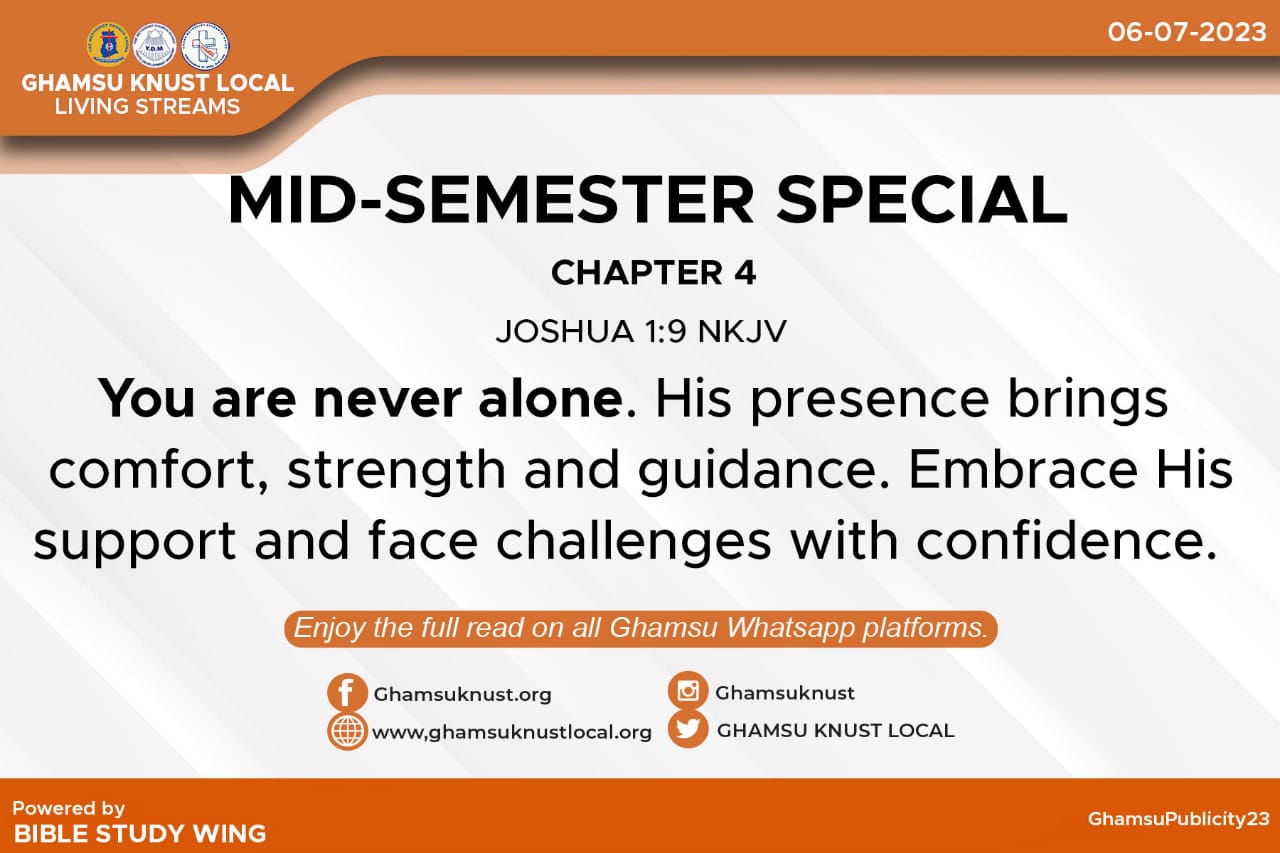 06-07-2023
Y.D.M
GHAMSU KNUST LOCAL
LIVING STREAMS
MID-SEMESTER SPECIAL
CHAPTER 4
JOSHUA 1:9 NKJV
You are never alone. His presence brings
comfort, strength and guidance. Embrace His
support and face challenges with confidence.
Enjoy the full read on all Ghamsu Whatsapp platforms.
Ghamsuknust.org
Ghamsuknust
www,ghamsuknustlocal.org
GHAMSU KNUST LOCAL
Powered by
BIBLE STUDY WING
GhamsuPublicity23